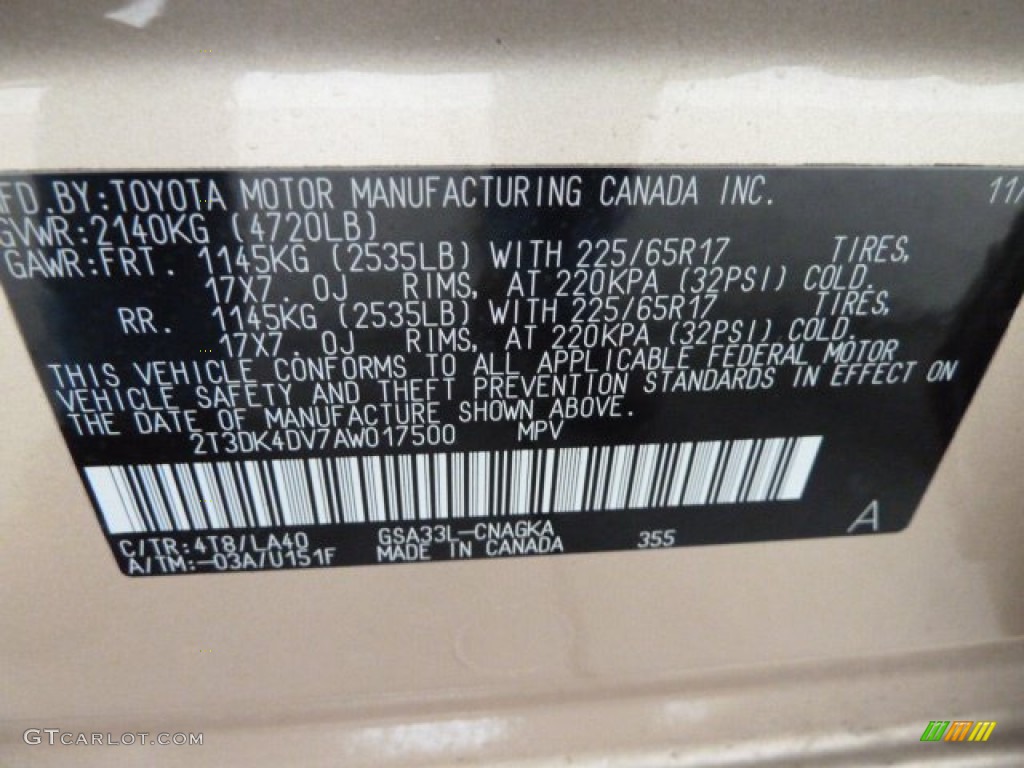 MFD.BY:TOYOTA MOTOR MANUFACTURING CANADA INC. 11/
GVWR:2140KG (4720LB)
GAWR:FRT. 1145KG (2535LB) WITH 225/65R17 TIRES,
17X7.0J RIMS, AT 220KPA (32PSI) COLD.
RR. 1145KG (2535LB) WITH 225/65R17 TIRES,
17X7.0J RIMS, AT 220KPA (32PSI) COLD.
THIS VEHICLE CONFORMS TO ALL APPLICABLE FEDERAL MOTOR
VEHICLE SAFETY AND THEFT PREVENTION STANDARDS IN EFFECT ON
THE DATE OF MANUFACTURE SHOWN ABOVE.
2T3DK4DV7AW017500 MPV
C/TR:4T8/LA40 GSA33L-CNAGKA 355 A
A/TM:-03A/U151F MADE IN CANADA
GTCARLOT.COM